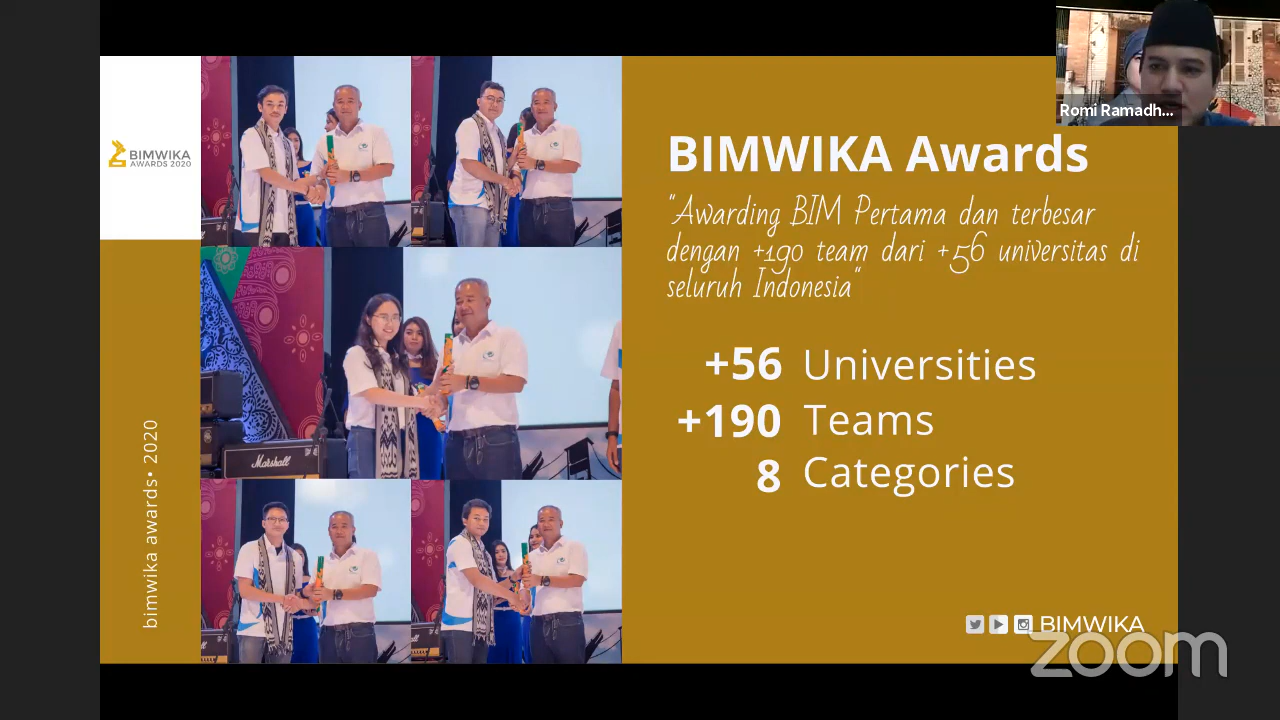 Romi Ramadh...
BIMWIKA
AWARDS 2020
BIMWIKA Awards
"Awarding BIM Pertama dan terbesar
dengan +190 team dari +56 universitas di
seluruh Indonesia"
+56 Universities
+190 Teams
8 Categories
bimwika awards• 2020
Marshall
BIMWIKA
zoom